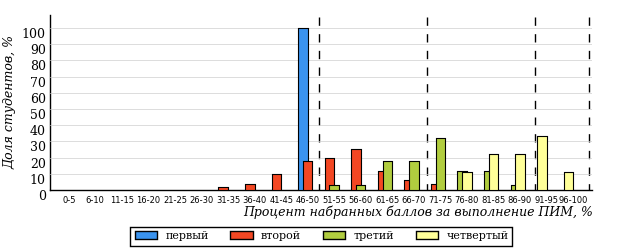 Доля студентов, %
100
90
80
70
60
50
40
30
20
10
0
0-5 6-10 11-15 16-20 21-25 26-30 31-35 36-40 41-45 46-50 51-55 56-60 61-65 66-70 71-75 76-80 81-85 86-90 91-95 96-100
Процент набранных баллов за выполнение ПИМ, %
первый второй третий четвертый